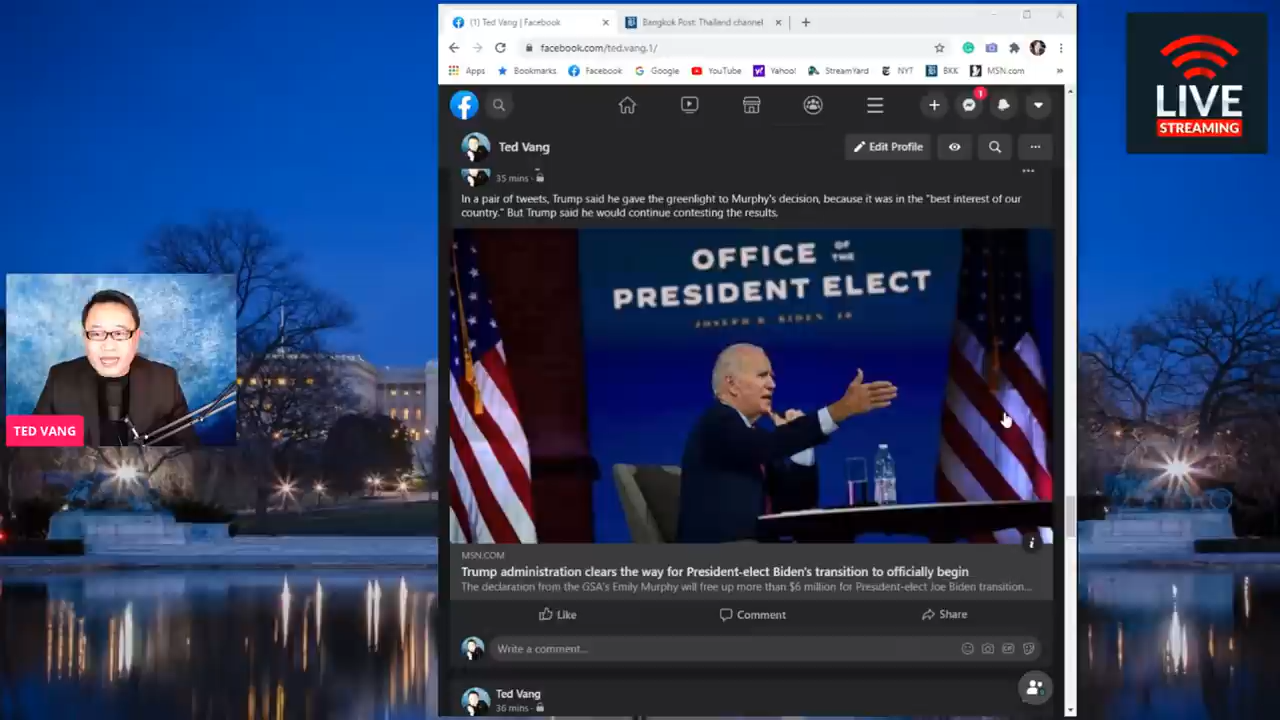 (1) Ted Vang | Facebook
Bangkok Post: Thailand channel
facebook.com/ted.vang.1/
Apps Bookmarks Facebook Google YouTube Yahoo! StreamYard NYT BKK MSN.com
1
Ted Vang
Edit Profile
35 mns
In a pair of tweets, Trump said he gave the greenlight to Murphy's decision, because it was in the "best interest of our
country." But Trump said he would continue contesting the results.
OFFICE OF THE
PRESIDENT ELECT
JOSEPH R BIDEN JR
MSN.COM
Trump administration clears the way for President-elect Biden's transition to officially begin
The declaration from the GSA's Emily Murphy will free up more than $6 million for President-elect Joe Biden transition...
Like Comment Share
Write a comment...
GIF
Ted Vang
36 mns
TED VANG
LIVE
STREAMING